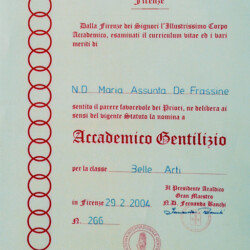 Firenze
Dalla Firenze dei Signori l'Illustrissimo Corpo
Accademico, esaminati il curriculum vitae ed i vari
meriti di
N.D. Maria Assunta De Frassine
sentito il parere favorevole dei Priori, ne delibera ai
sensi del vigente Statuto la nomina a
Accademico Gentilizio
per la classe Belle Arti
in Firenze 29.2.2004
N. 266
Il Presidente Araldico
Gran Maestro
N.D. Fernanda Bianchi